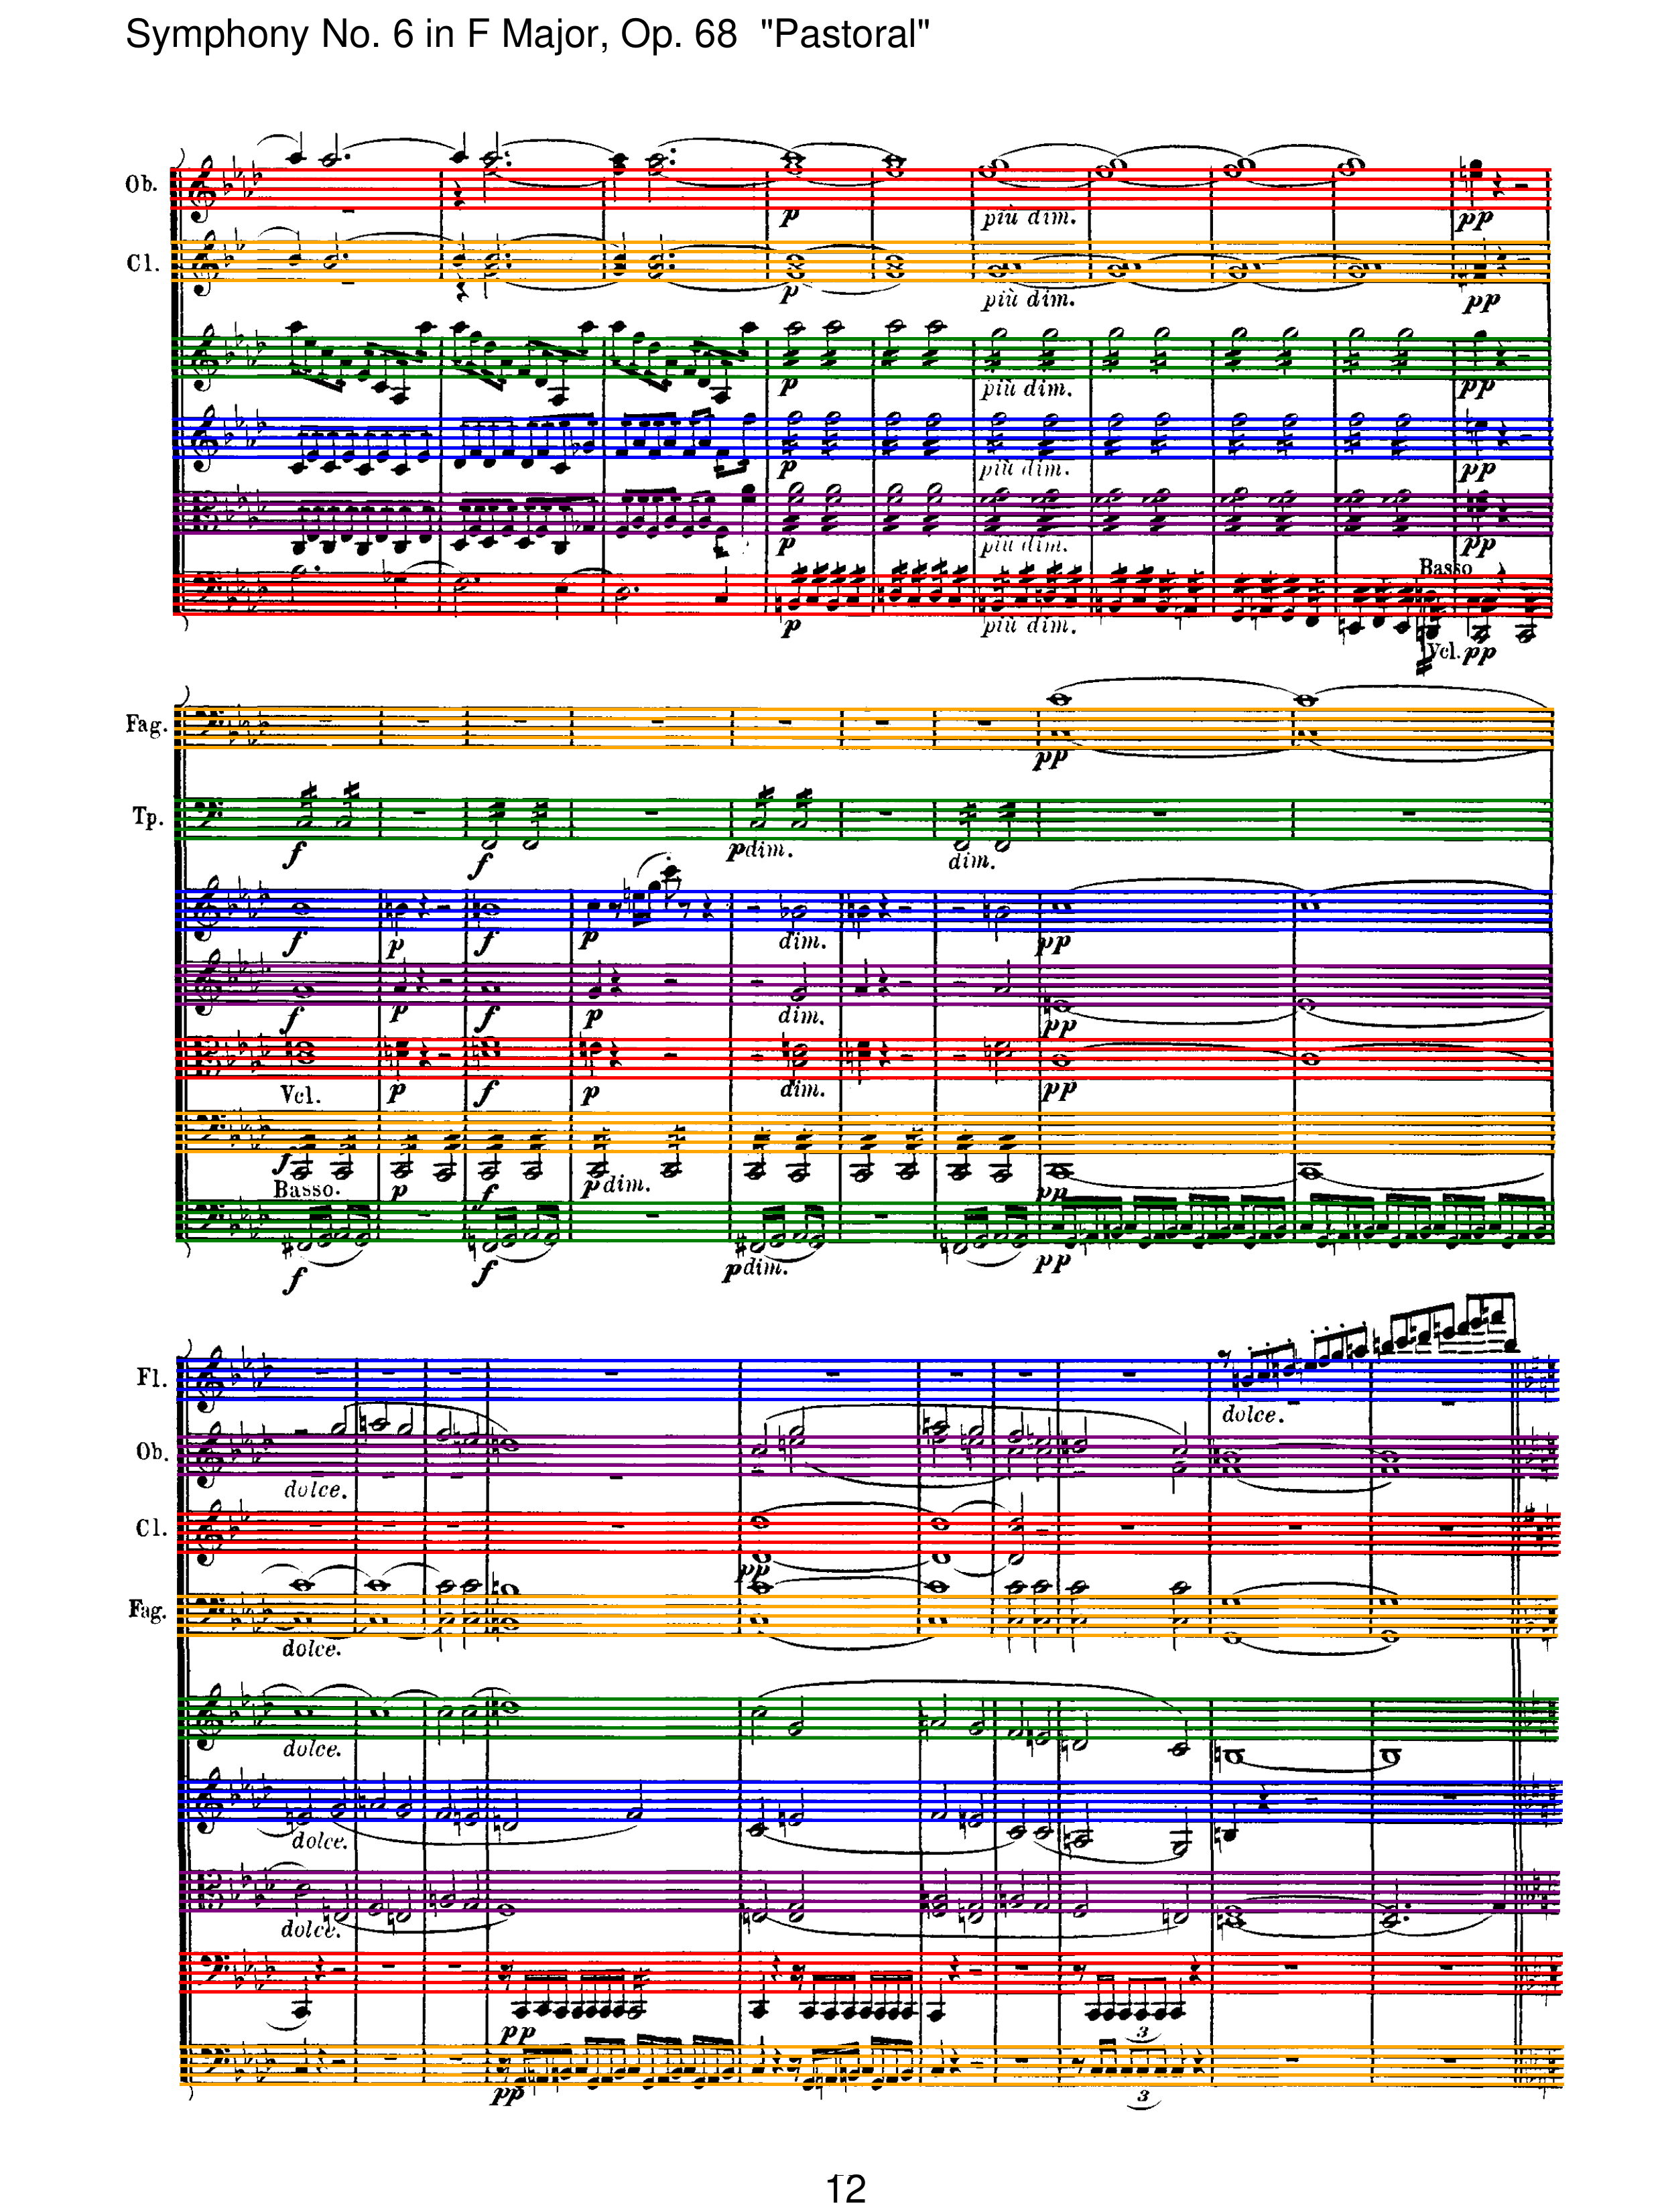 Symphony No. 6 in F Major, Op. 68 "Pastoral"
Ob.
p più dim. pp
Cl.
p più dim. pp
p più dim. pp
p più dim. pp
p più dim. pp
Basso
p più dim. Vcl. pp
Fag.
pp
Tp.
f f p dim. dim.
f p f p dim. pp
f p f p dim. pp
Vcl. p f p dim. pp
f
Basso. p f p dim. pp
f f p dim. pp
Fl.
dolce.
Ob.
dolce.
Cl.
pp
Fag.
dolce.
dolce.
dolce.
dolce.
pp 3
pp 3
12